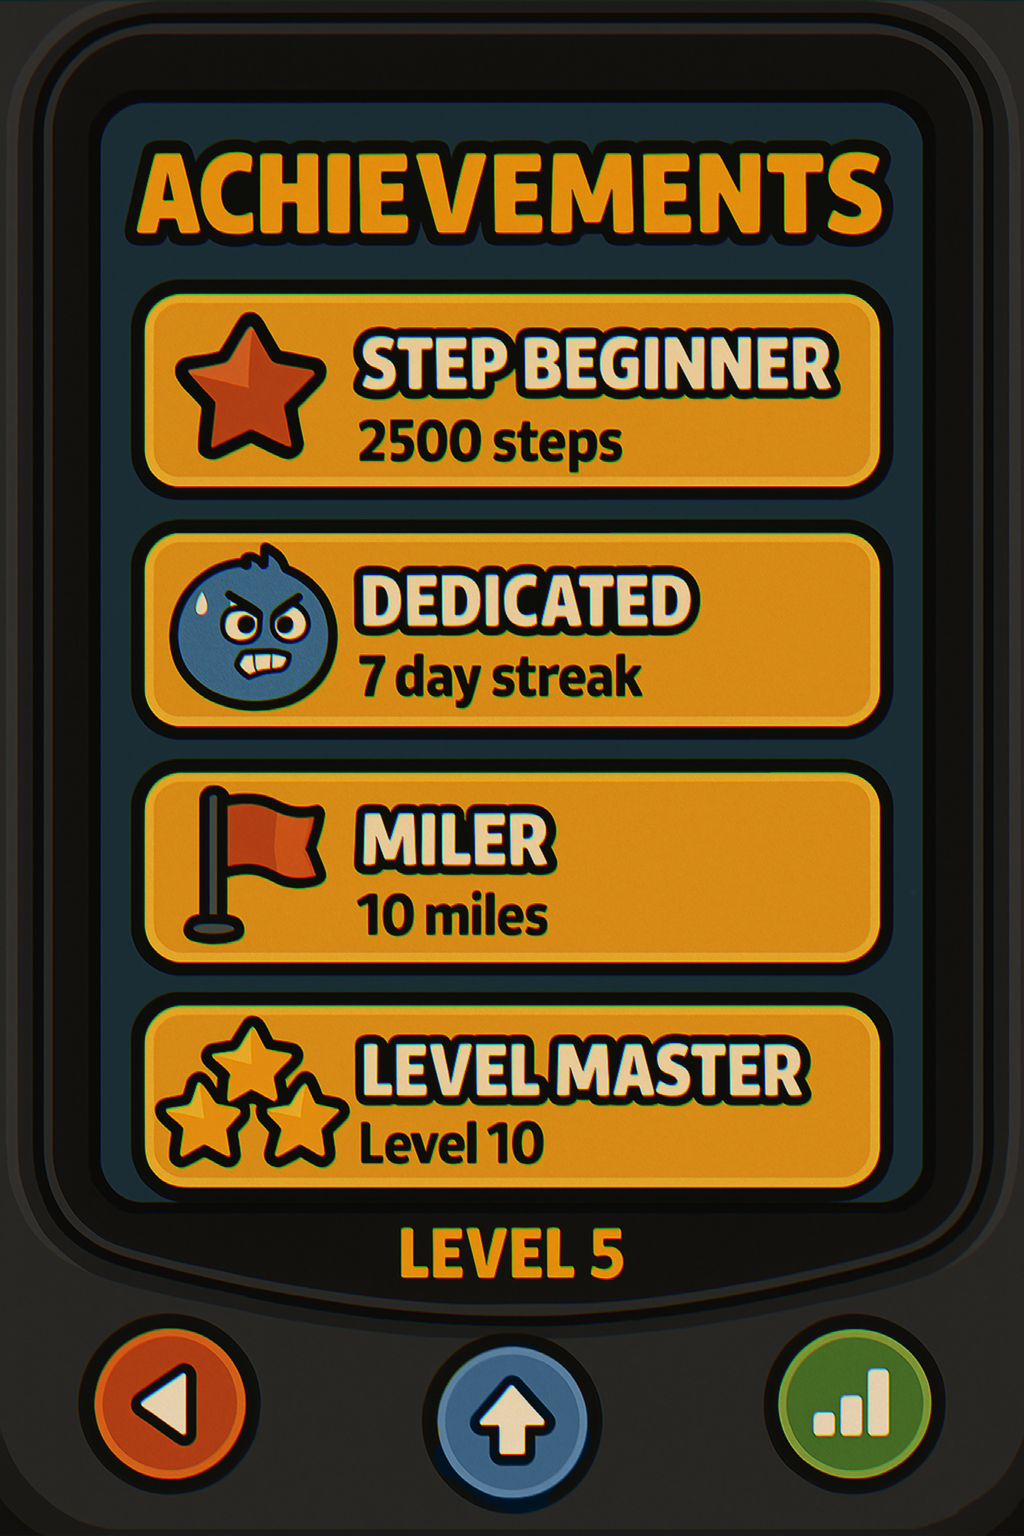 ACHIEVEMENTS
STEP BEGINNER
2500 steps
DEDICATED
7 day streak
MILER
10 miles
LEVEL MASTER
Level 10
LEVEL 5